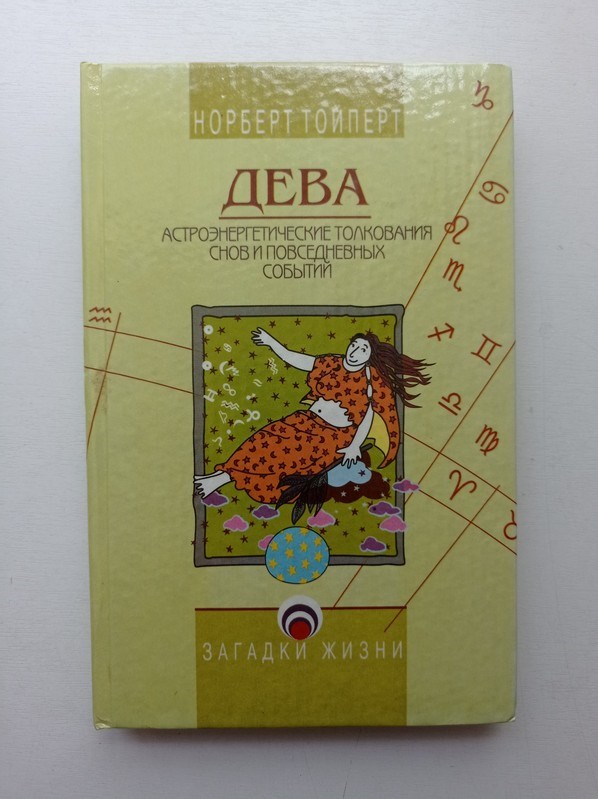 НОРБЕРТ ТОЙПЕРТ
ДЕВА
АСТРОЭНЕРГЕТИЧЕСКИЕ ТОЛКОВАНИЯ
СНОВ И ПОВСЕДНЕВНЫХ
СОБЫТИЙ
ЗАГАДКИ ЖИЗНИ